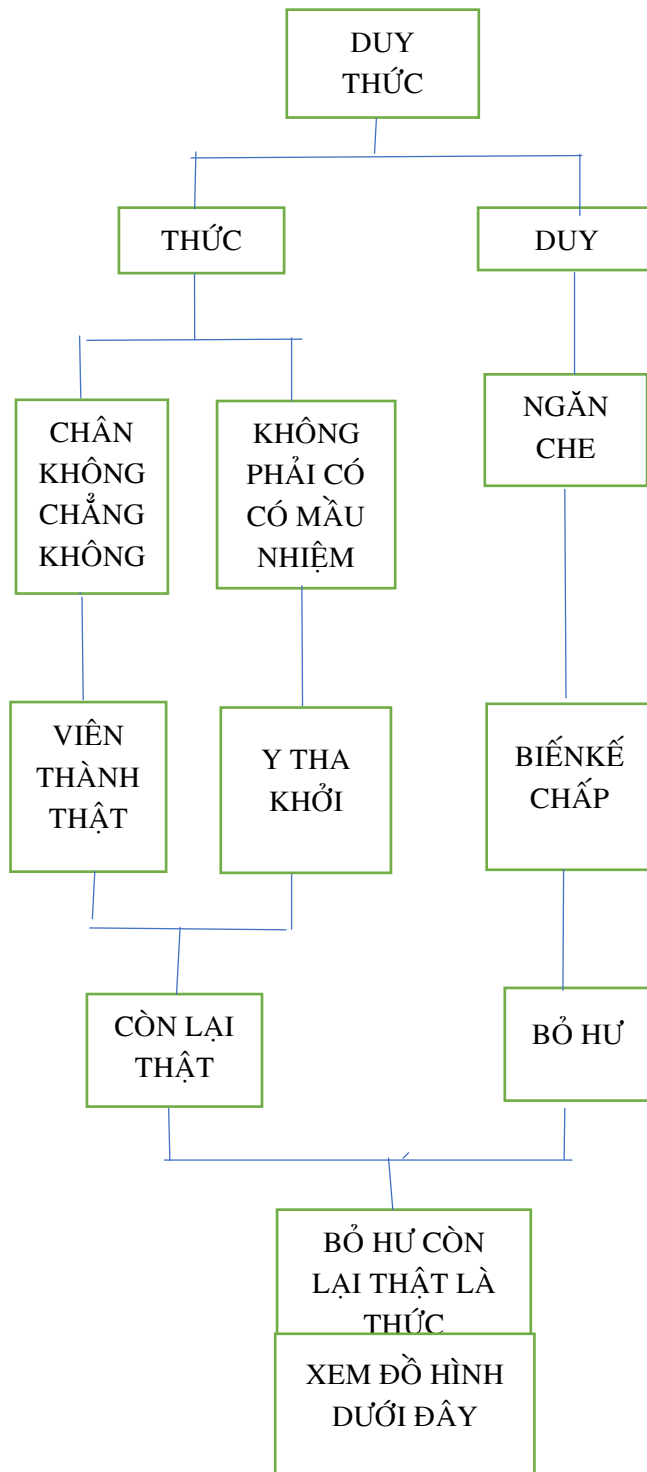 DUY
THỨC
THỨC
DUY
CHÂN
KHÔNG
CHẲNG
KHÔNG
KHÔNG
PHẢI CÓ
CÓ MẦU
NHIỆM
NGĂN
CHE
VIÊN
THÀNH
THẬT
Y THA
KHỞI
BIẾNKẾ
CHẤP
CÒN LẠI
THẬT
BỎ HƯ
BỎ HƯ CÒN
LẠI THẬT LÀ
THỨC
XEM ĐỒ HÌNH
DƯỚI ĐÂY